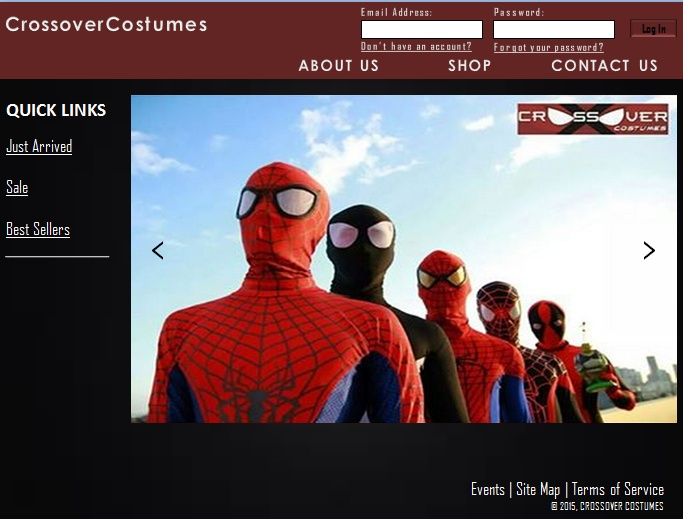 CrossoverCostumes
Email Address:
Password:
Log In
Don't have an account?
Forgot your password?
ABOUT US
SHOP
CONTACT US
QUICK LINKS
Just Arrived
Sale
Best Sellers
CROSSOVER
COSTUMES
<
>
Events | Site Map | Terms of Service
© 2015, CROSSOVER COSTUMES